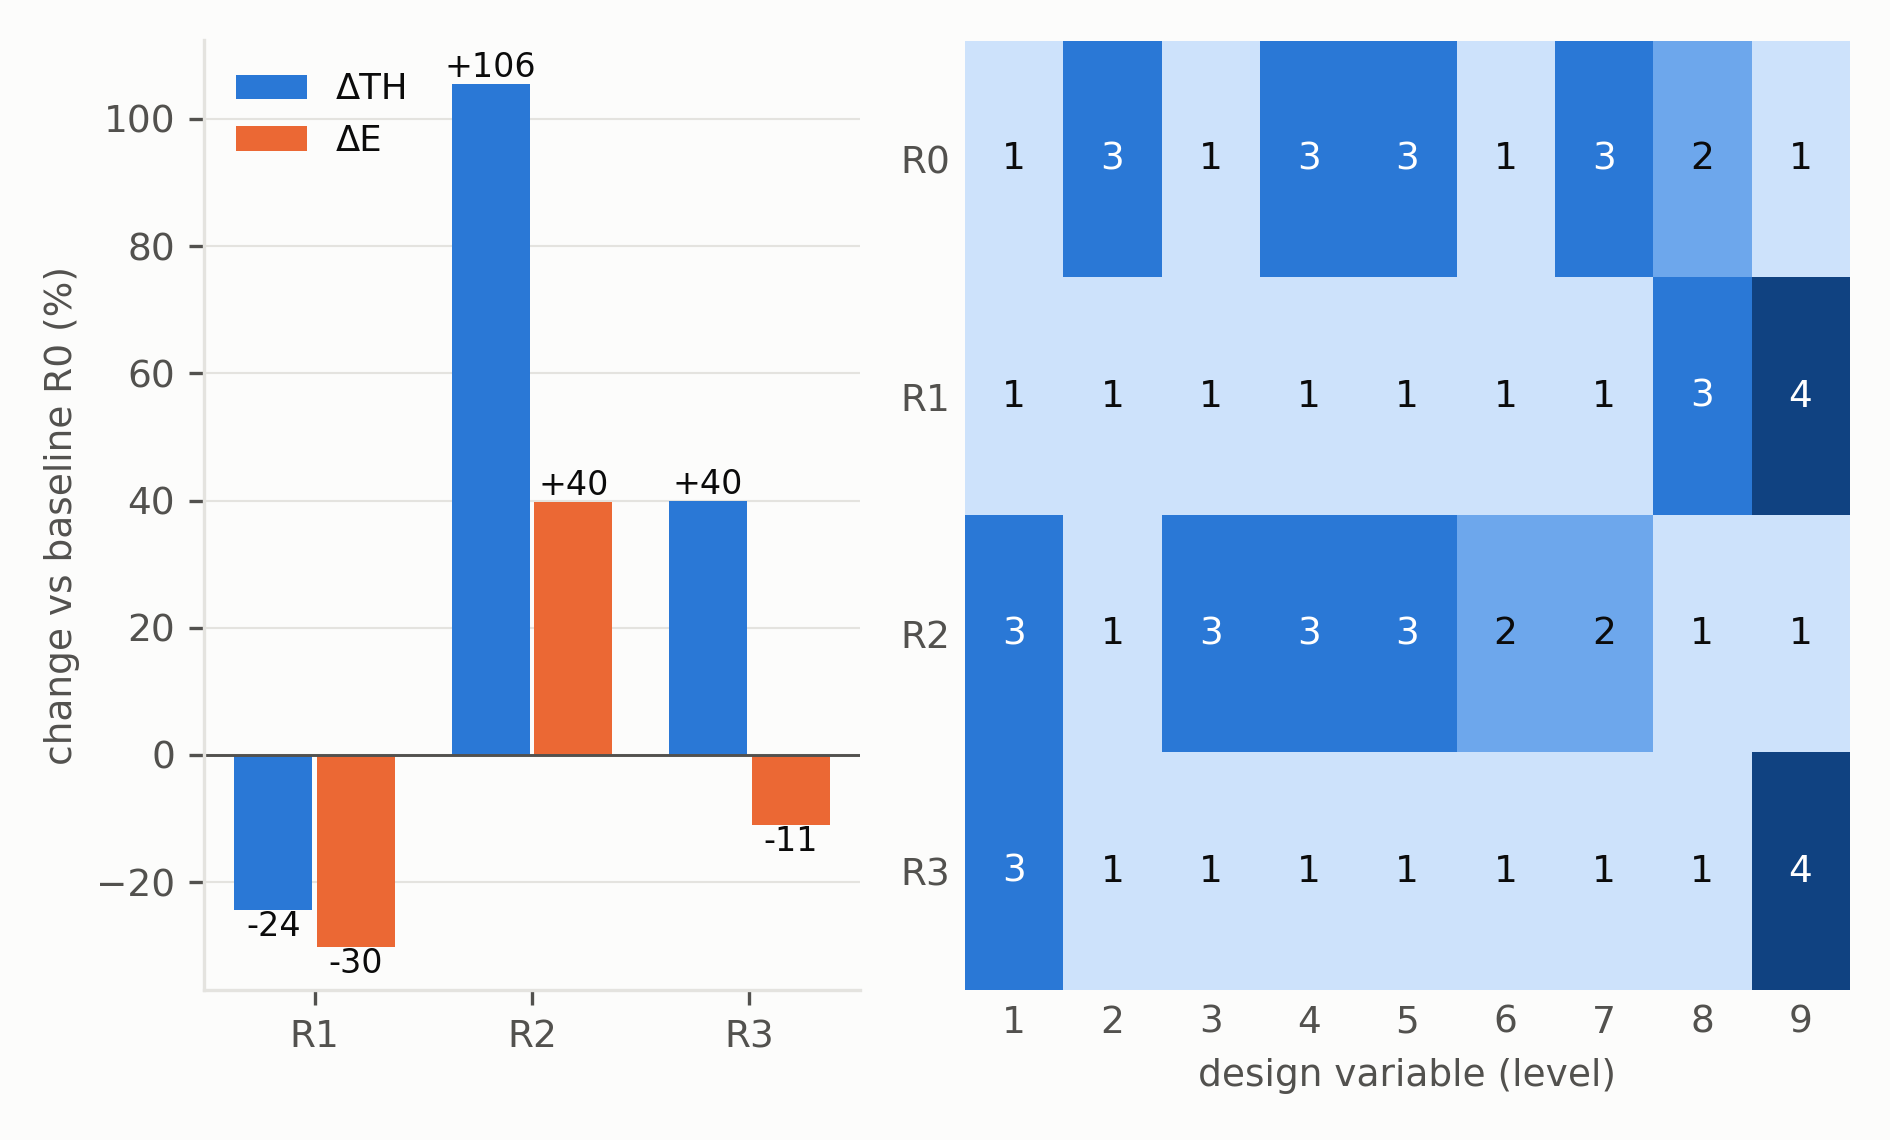 ΔTH
ΔE
+106
+40
+40
-24
-30
-11
100
80
60
40
20
0
−20
change vs baseline R0 (%)
R1 R2 R3
R0 1 3 1 3 3 1 3 2 1
R1 1 1 1 1 1 1 1 3 4
R2 3 1 3 3 3 2 2 1 1
R3 3 1 1 1 1 1 1 1 4
1 2 3 4 5 6 7 8 9
design variable (level)